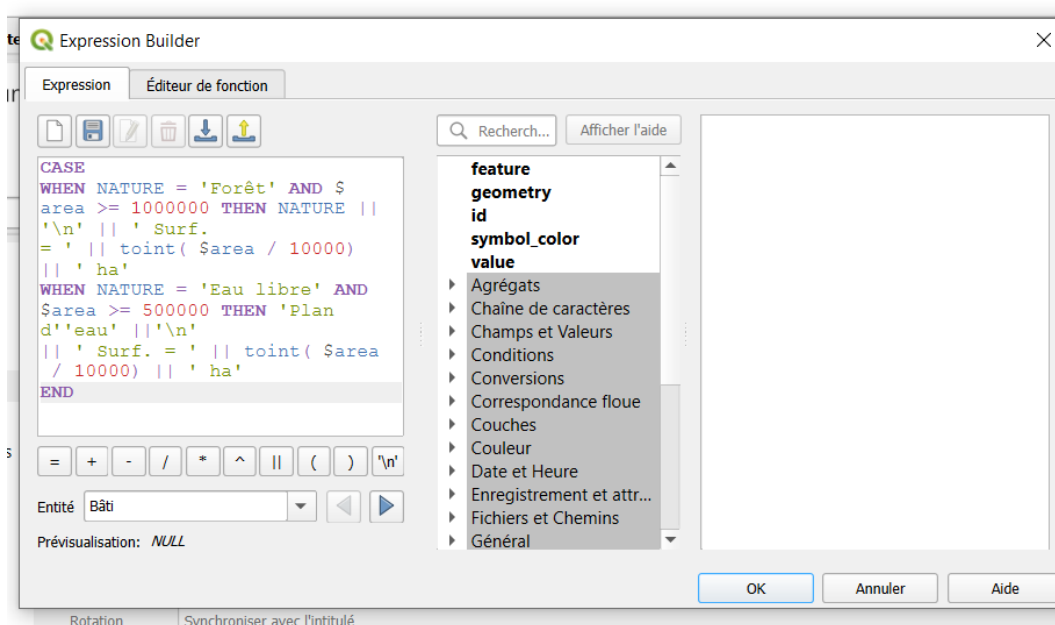 te
Expression Builder
Expression
Éditeur de fonction
ur
Recherch...
Afficher l'aide
CASE
WHEN NATURE = 'Forêt' AND $
area >= 1000000 THEN NATURE ||
'\n' || ' Surf.
= ' || toint( $area / 10000)
|| ' ha'
WHEN NATURE = 'Eau libre' AND
$area >= 500000 THEN 'Plan
d''eau' ||'\n'
|| ' Surf. = ' || toint( $area
/ 10000) || ' ha'
END
feature
geometry
id
symbol_color
value
Agrégats
Chaîne de caractères
Champs et Valeurs
Conditions
Conversions
Correspondance floue
Couches
Couleur
Date et Heure
Enregistrement et attr...
Fichiers et Chemins
Général
s
= + - / * ^ || ( ) '\n'
Entité Bâti
Prévisualisation: NULL
OK
Annuler
Aide
Rotation
Synchroniser avec l'intitulé